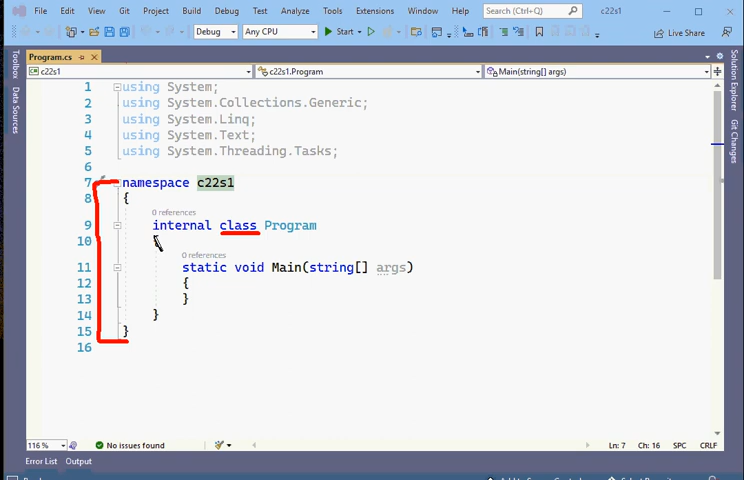 File Edit View Git Project Build Debug Test Analyze Tools Extensions Window Help Search (Ctrl+Q) c22s1
Debug Any CPU Start Live Share
Program.cs
c22s1 c22s1.Program Main(string[] args)
Toolbox
Data Sources
1 using System;
2 using System.Collections.Generic;
3 using System.Linq;
4 using System.Text;
5 using System.Threading.Tasks;
6
7 namespace c22s1
8 {
0 references
9 internal class Program
10
0 references
11 static void Main(string[] args)
12 {
13 }
14 }
15 }
16
Solution Explorer
Git Changes
116 % No issues found Ln: 7 Ch: 16 SPC CRLF
Error List Output